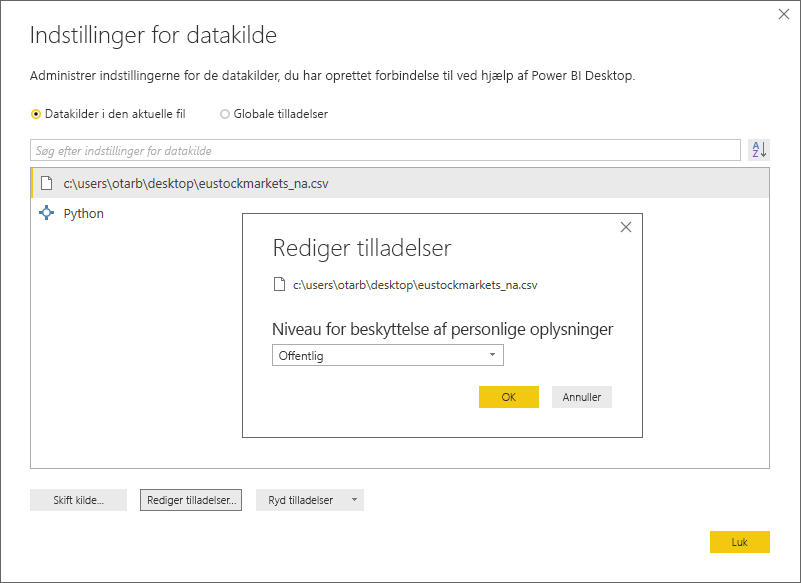 Indstillinger for datakilde
Administrer indstillingerne for de datakilder, du har oprettet forbindelse til ved hjælp af Power BI Desktop.
Datakilder i den aktuelle fil
Globale tilladelser
Søg efter indstillinger for datakilde
A
Z
c:\users\otarb\desktop\eustockmarkets_na.csv
Python
Rediger tilladelser
c:\users\otarb\desktop\eustockmarkets_na.csv
Niveau for beskyttelse af personlige oplysninger
Offentlig
OK
Annuller
Skift kilde...
Rediger tilladelser...
Ryd tilladelser
Luk